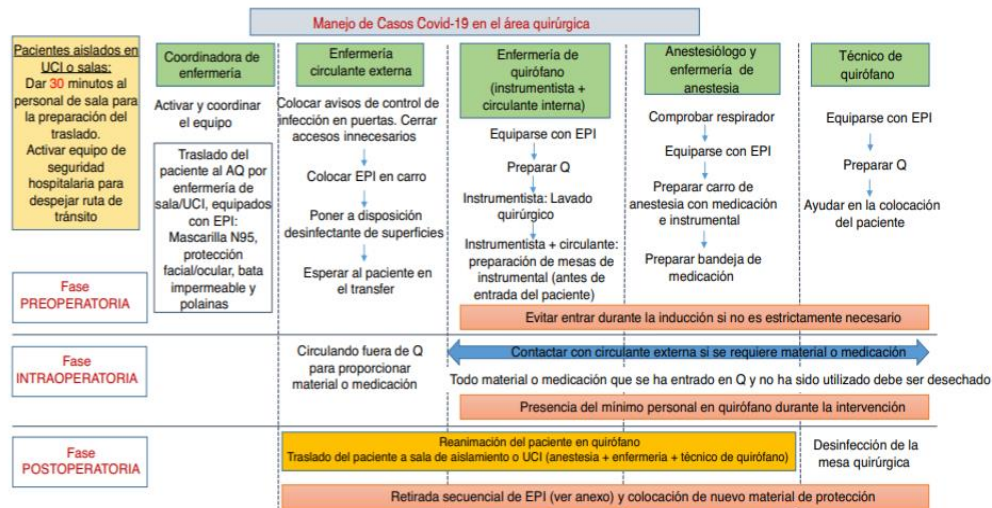 Manejo de Casos Covid-19 en el área quirúrgica
Pacientes aislados en
UCI o salas:
Dar 30 minutos al
personal de sala para
la preparación del
traslado.
Activar equipo de
seguridad
hospitalaria para
despejar ruta de
tránsito
Coordinadora de
enfermería
Activar y coordinar
el equipo
Traslado del
paciente al AQ por
enfermería de
sala/UCI, equipados
con EPI:
Mascarilla N95,
protección
facial/ocular, bata
impermeable y
polainas
Enfermería
circulante externa
Colocar avisos de control de
infección en puertas. Cerrar
accesos innecesarios
Colocar EPI en carro
Poner a disposición
desinfectante de superficies
Esperar al paciente en
el transfer
Enfermería de
quirófano
(instrumentista +
circulante interna)
Equiparse con EPI
Preparar Q
Instrumentista: Lavado
quirúrgico
Instrumentista + circulante:
preparación de mesas de
instrumental (antes de
entrada del paciente)
Anestesiólogo y
enfermería de
anestesia
Comprobar respirador
Equiparse con EPI
Preparar carro de
anestesia con medicación
e instrumental
Preparar bandeja de
medicación
Técnico de
quirófano
Equiparse con EPI
Preparar Q
Ayudar en la colocación
del paciente
Fase
PREOPERATORIA
Evitar entrar durante la inducción si no es estrictamente necesario
Fase
INTRAOPERATORIA
Circulando fuera de Q
para proporcionar
material o medicación
Contactar con circulante externa si se requiere material o medicación
Todo material o medicación que se ha entrado en Q y no ha sido utilizado debe ser desechado
Presencia del mínimo personal en quirófano durante la intervención
Fase
POSTOPERATORIA
Reanimación del paciente en quirófano
Traslado del paciente a sala de aislamiento o UCI (anestesia + enfermería + técnico de quirófano)
Desinfección de la
mesa quirúrgica
Retirada secuencial de EPI (ver anexo) y colocación de nuevo material de protección